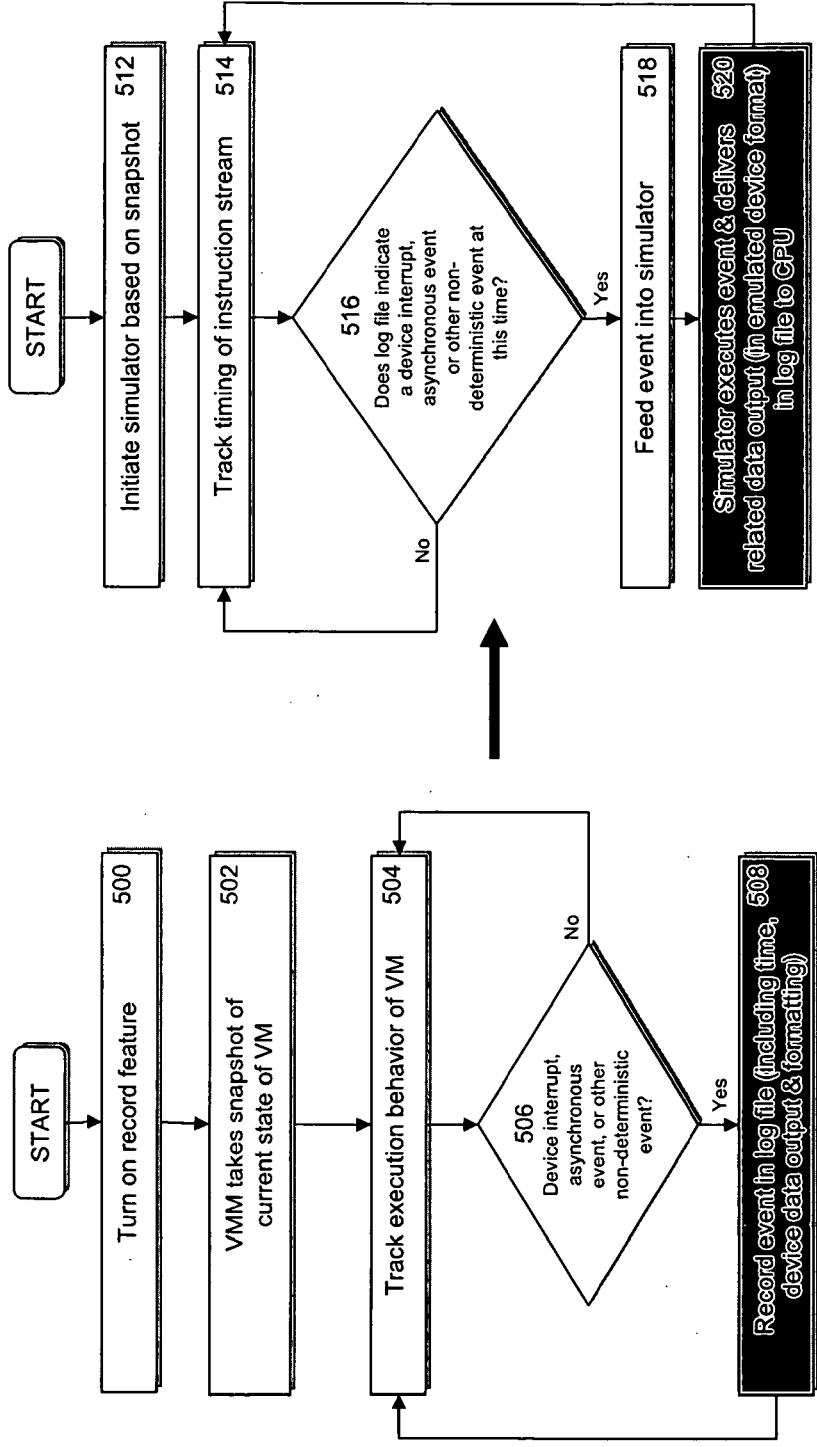 START
Turn on record feature 500
VMM takes snapshot of 502
current state of VM
Track execution behavior of VM 504
506
Device interrupt,
asynchronous
event, or other
non-deterministic
event?
No
Yes
Record event in log file (including time, 508
device data output & formatting)
START
Initiate simulator based on snapshot 512
Track timing of instruction stream 514
516
Does log file indicate
a device interrupt,
asynchronous event
or other non-
deterministic event at
this time?
No
Yes
Feed event into simulator 518
Simulator executes event & delivers 520
related data output (in emulated device format)
in log file to CPU